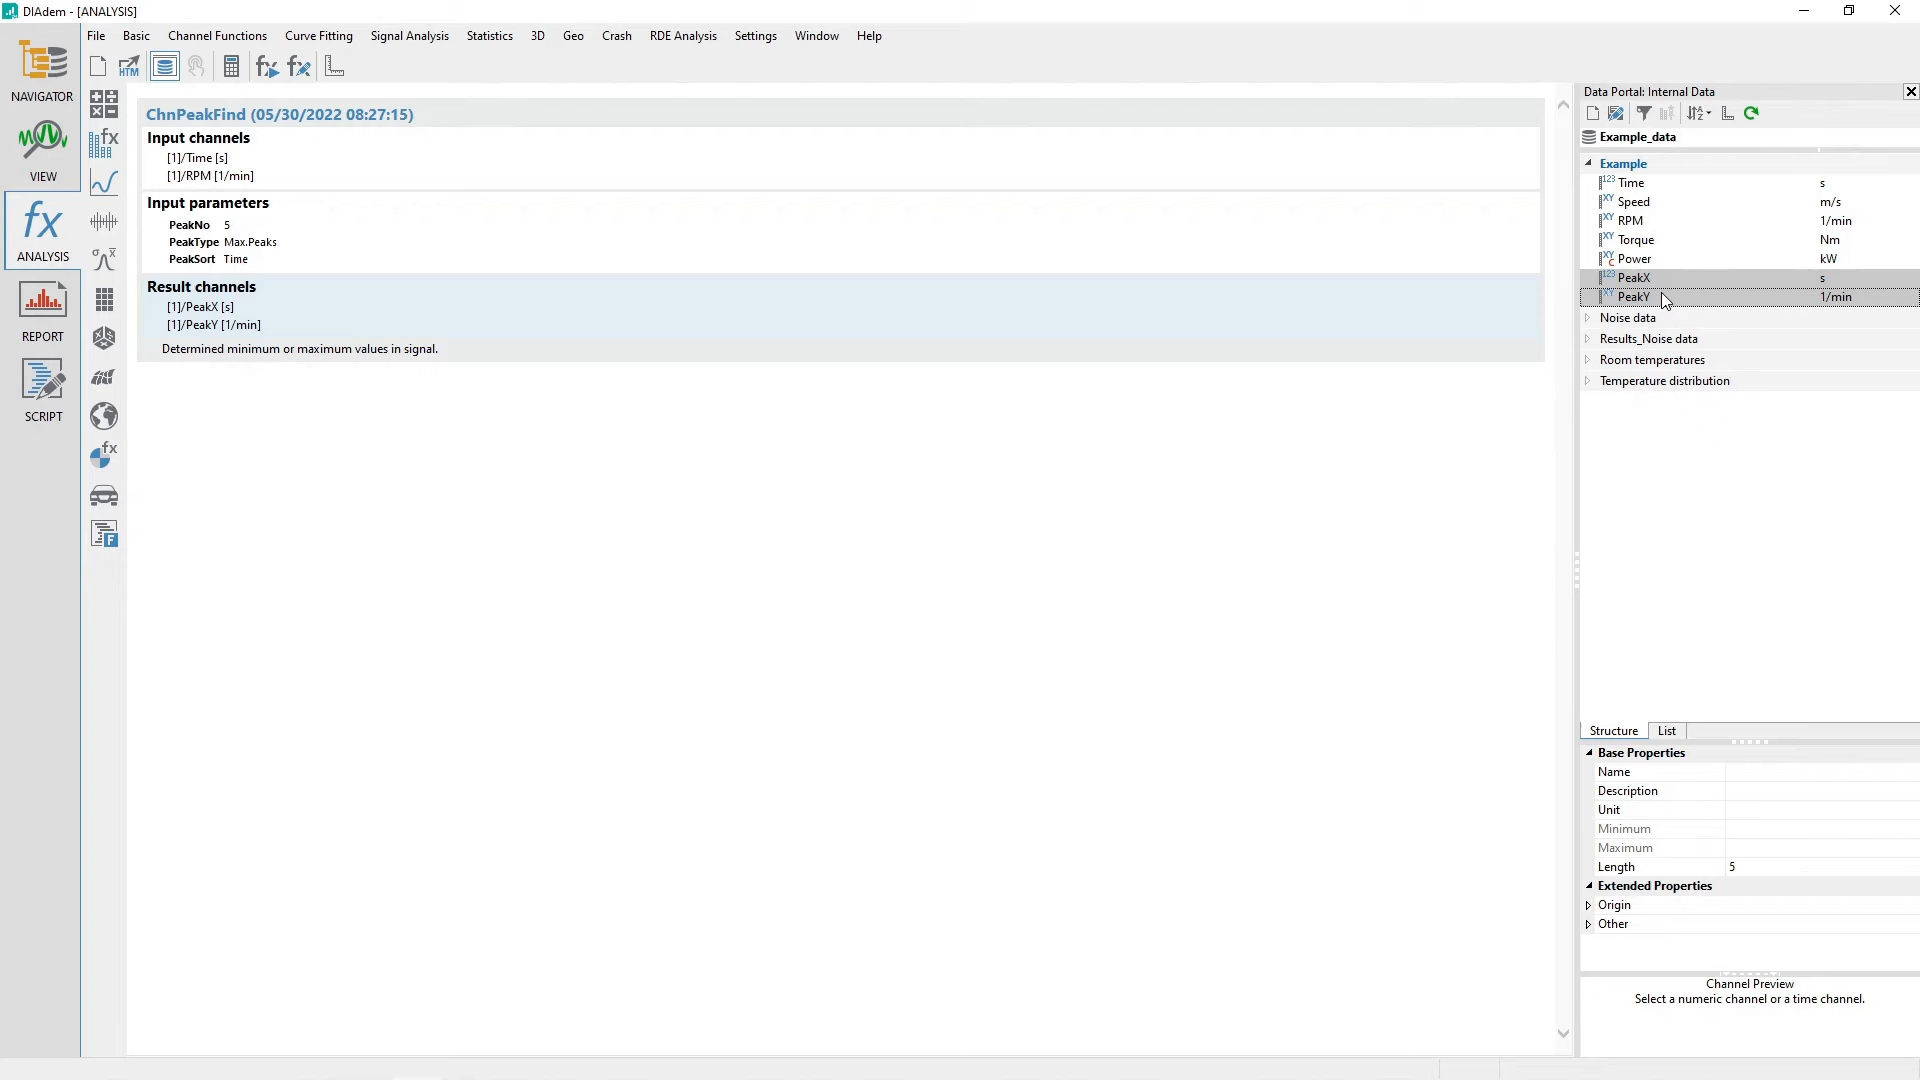 DIAdem - [ANALYSIS]
File Basic Channel Functions Curve Fitting Signal Analysis Statistics 3D Geo Crash RDE Analysis Settings Window Help
NAVIGATOR
VIEW
ANALYSIS
REPORT
SCRIPT
ChnPeakFind (05/30/2022 08:27:15)
Input channels
[1]/Time [s]
[1]/RPM [1/min]
Input parameters
PeakNo 5
PeakType Max.Peaks
PeakSort Time
Result channels
[1]/PeakX [s]
[1]/PeakY [1/min]
Determined minimum or maximum values in signal.
Data Portal: Internal Data
Example_data
Example
Time s
Speed m/s
RPM 1/min
Torque Nm
Power kW
PeakX s
PeakY 1/min
Noise data
Results_Noise data
Room temperatures
Temperature distribution
Structure List
Base Properties
Name
Description
Unit
Minimum
Maximum
Length 5
Extended Properties
Origin
Other
Channel Preview
Select a numeric channel or a time channel.